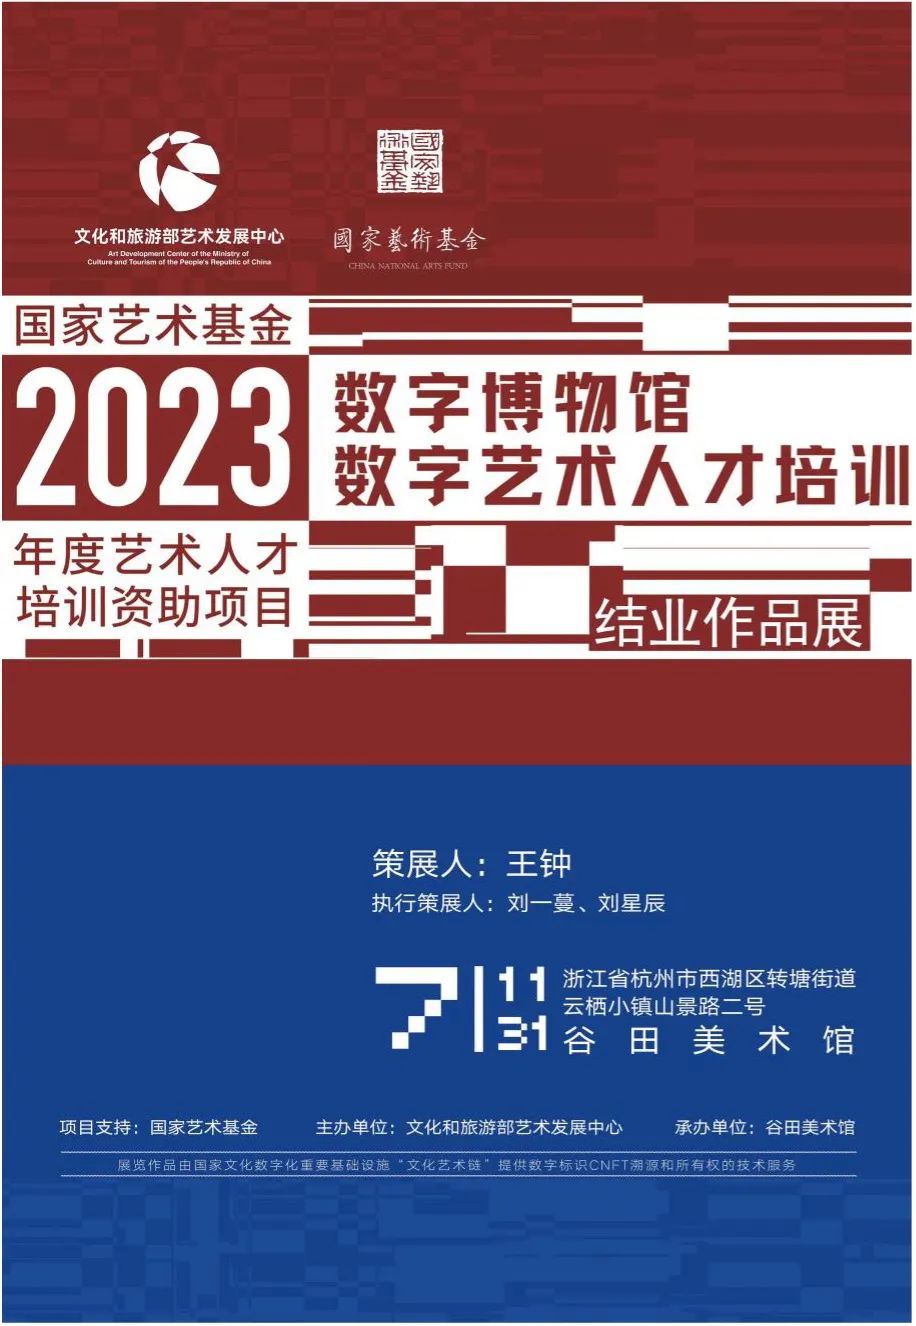 國家藝術基金
文化和旅游部艺术发展中心
Art Development Center of the Ministry of
Culture and Tourism of the People's Republic of China
國家藝術基金
CHINA NATIONAL ARTS FUND
国家艺术基金
2023
年度艺术人才
培训资助项目
数字博物馆
数字艺术人才培训
结业作品展
策展人：王钟
执行策展人：刘一蔓、刘星辰
7
11
31
浙江省杭州市西湖区转塘街道
云栖小镇山景路二号
谷田美术馆
项目支持：国家艺术基金 主办单位：文化和旅游部艺术发展中心 承办单位：谷田美术馆
展览作品由国家文化数字化重要基础设施“文化艺术链”提供数字标识CNFT溯源和所有权的技术服务